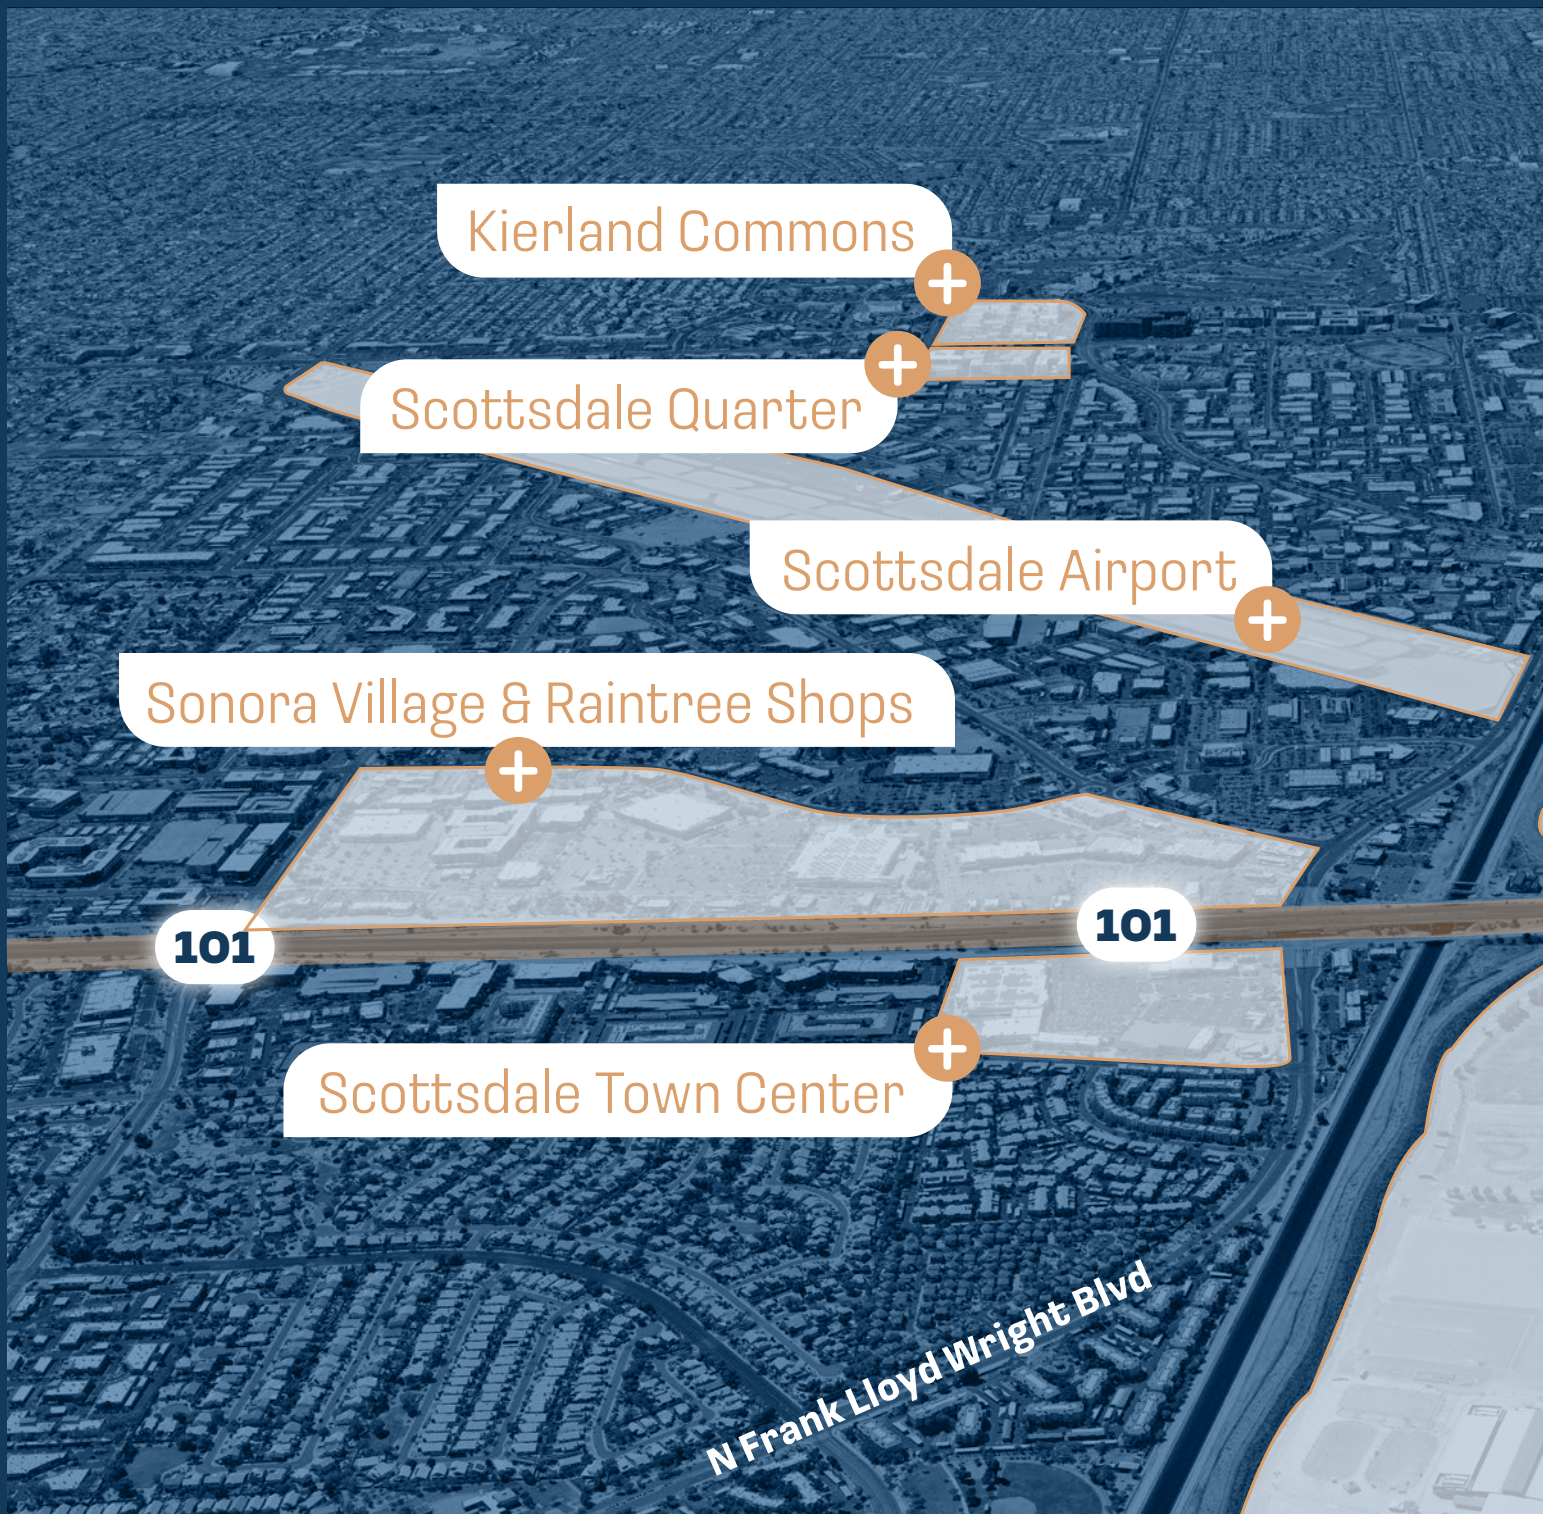 Kierland Commons
Scottsdale Quarter
Scottsdale Airport
Sonora Village & Raintree Shops
101
101
Scottsdale Town Center
N Frank Lloyd Wright Blvd